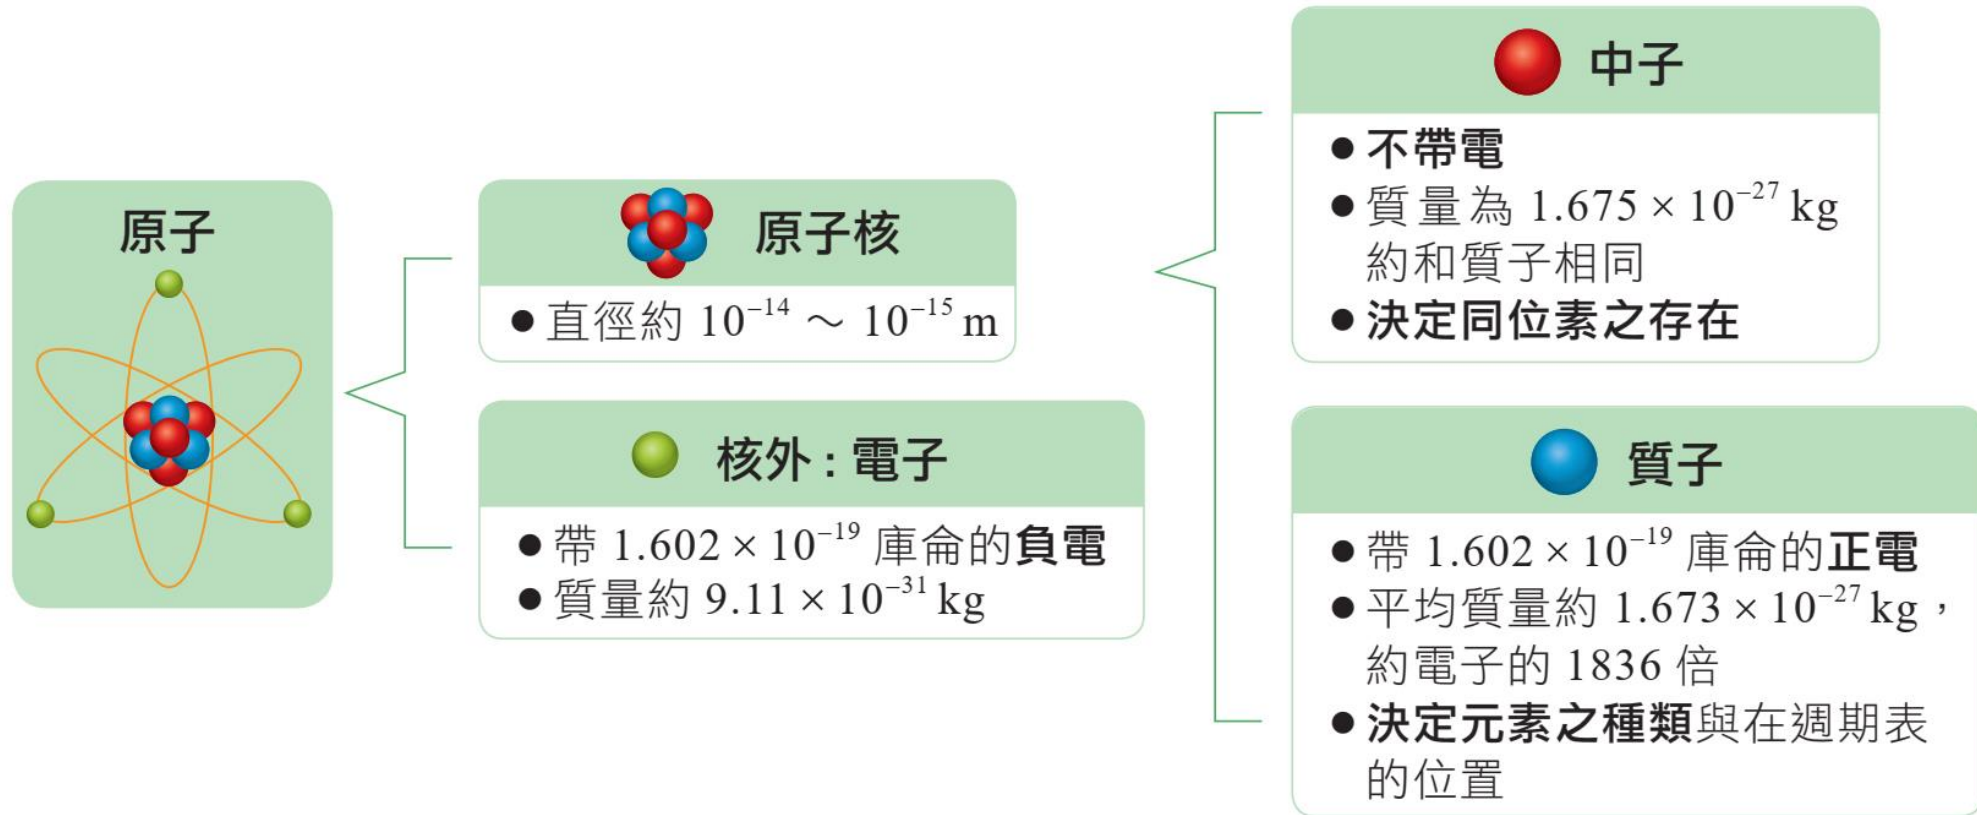 原子
原子核
● 直徑約 10⁻¹⁴ ～ 10⁻¹⁵ m
核外：電子
● 帶 1.602 × 10⁻¹⁹ 庫侖的負電
● 質量約 9.11 × 10⁻³¹ kg
中子
● 不帶電
● 質量為 1.675 × 10⁻²⁷ kg
約和質子相同
● 決定同位素之存在
質子
● 帶 1.602 × 10⁻¹⁹ 庫侖的正電
● 平均質量約 1.673 × 10⁻²⁷ kg，
約電子的 1836 倍
● 決定元素之種類與在週期表
的位置